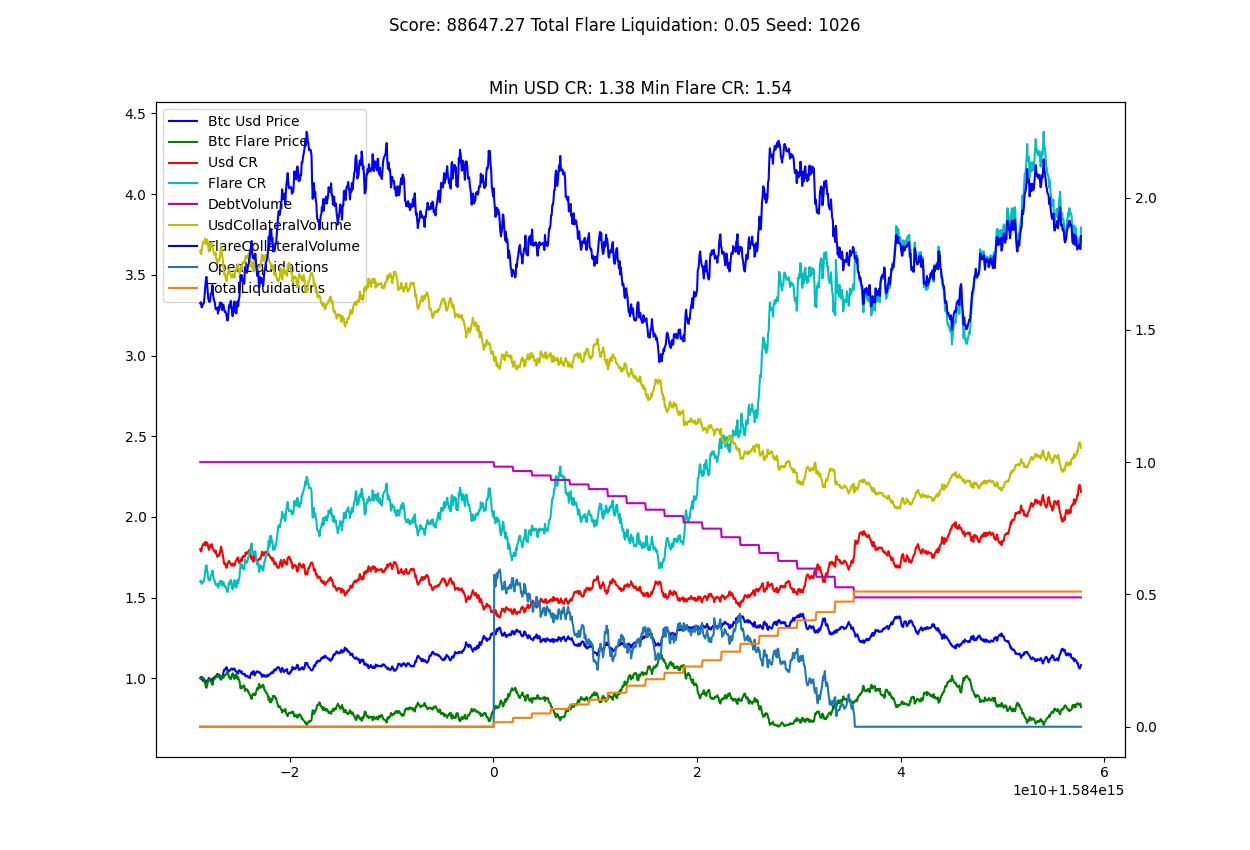 Score: 88647.27 Total Flare Liquidation: 0.05 Seed: 1026
Min USD CR: 1.38 Min Flare CR: 1.54
Btc Usd Price
Btc Flare Price
Usd CR
Flare CR
DebtVolume
UsdCollateralVolume
FlareCollateralVolume
OpenLiquidations
TotalLiquidations
4.5
4.0
3.5
3.0
2.5
2.0
1.5
1.0
2.0
1.5
1.0
0.5
0.0
−2
0
2
4
6
1e10+1.584e15